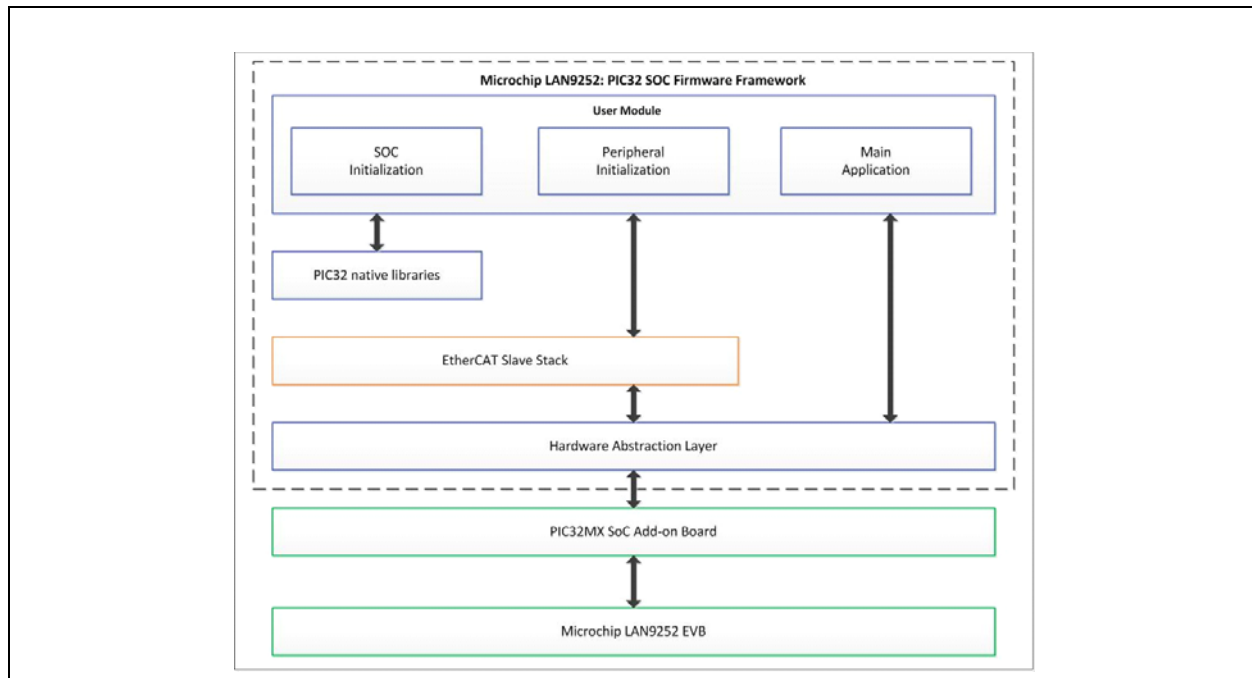 Microchip LAN9252: PIC32 SOC Firmware Framework
User Module
SOC
Initialization
Peripheral
Initialization
Main
Application
PIC32 native libraries
EtherCAT Slave Stack
Hardware Abstraction Layer
PIC32MX SoC Add-on Board
Microchip LAN9252 EVB